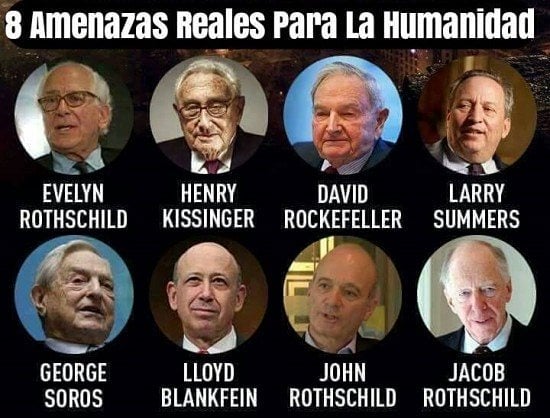 8 Amenazas Reales Para La Humanidad
EVELYN
ROTHSCHILD
HENRY
KISSINGER
DAVID
ROCKEFELLER
LARRY
SUMMERS
GEORGE
SOROS
LLOYD
BLANKFEIN
JOHN
ROTHSCHILD
JACOB
ROTHSCHILD